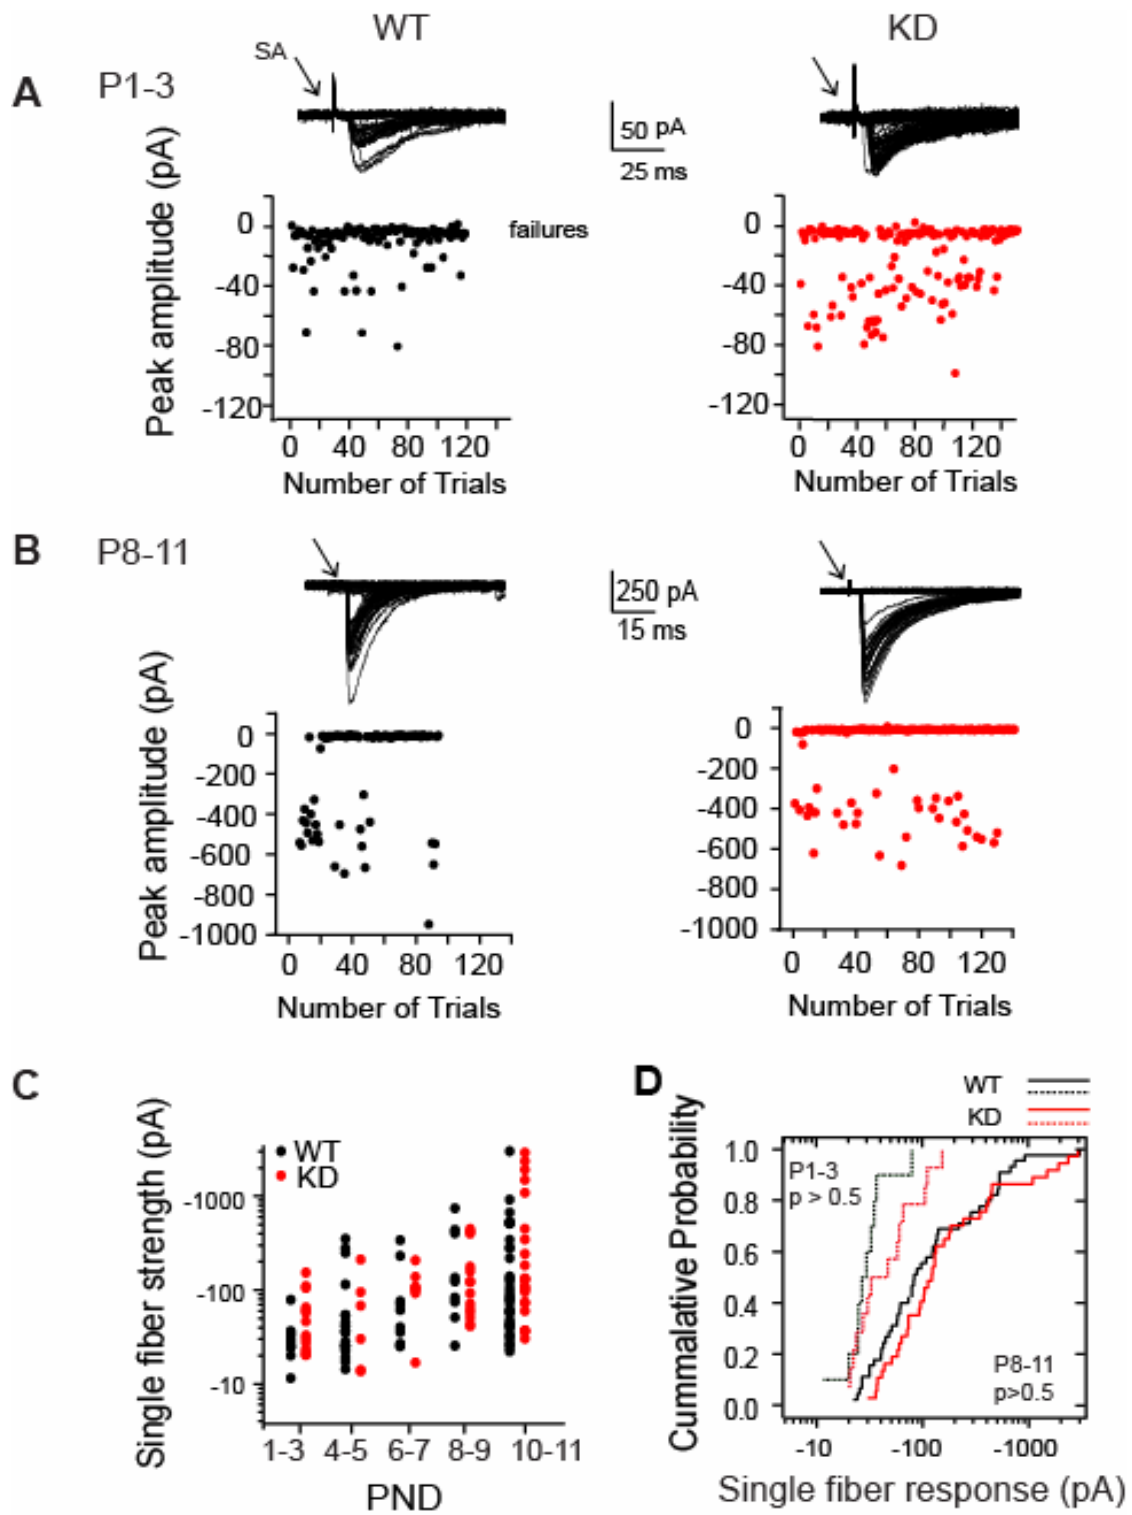 WT KD
A P1-3 SA
50 pA
25 ms
Peak amplitude (pA)
0
-40
-80
-120
failures
0
-40
-80
-120
0 40 80 120
0 40 80 120
Number of Trials
Number of Trials
B P8-11
250 pA
15 ms
Peak amplitude (pA)
0
-200
-400
-600
-800
-1000
0
-200
-400
-600
-800
-1000
0 40 80 120
0 40 80 120
Number of Trials
Number of Trials
C
Single fiber strength (pA)
WT
KD
-1000
-100
-10
1-3 4-5 6-7 8-9 10-11
PND
D
WT
KD
Cummalative Probability
1.0
0.8
0.6
0.4
0.2
0.0
P1-3
p > 0.5
P8-11
p>0.5
-10 -100 -1000
Single fiber response (pA)